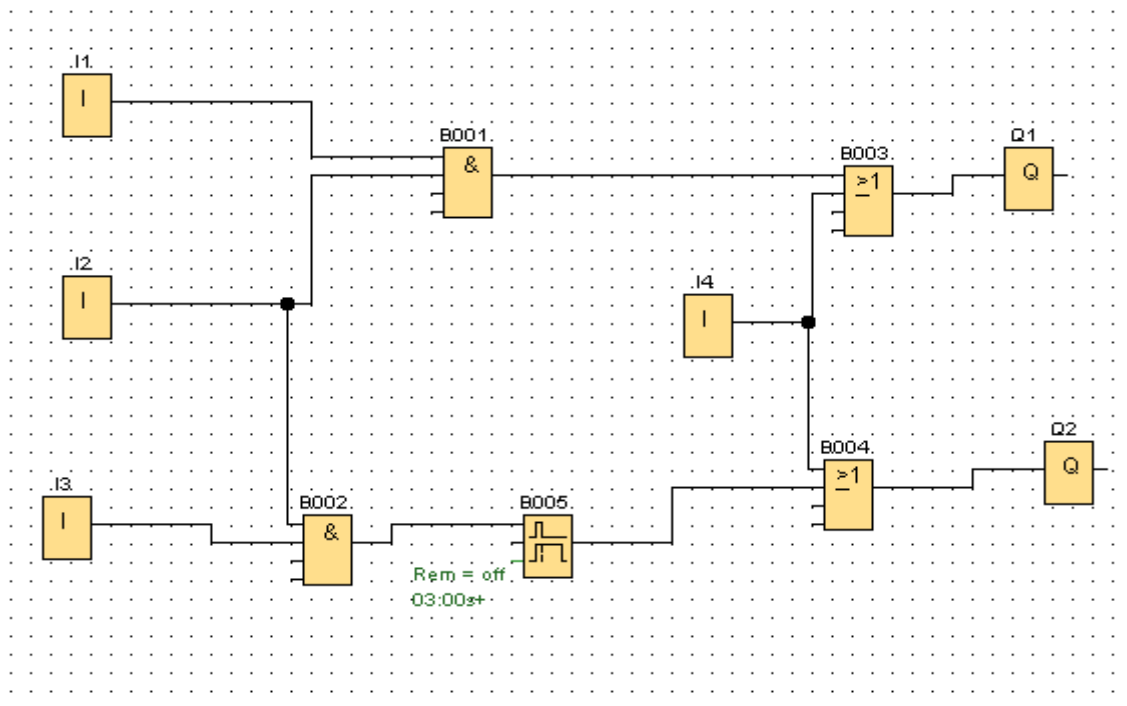 I1
I
B001
&
Q1
Q
B003
≥1
I2
I
I4
I
Q2
Q
B004
≥1
I3
I
B002
&
B005
Rem = off
03:00s+